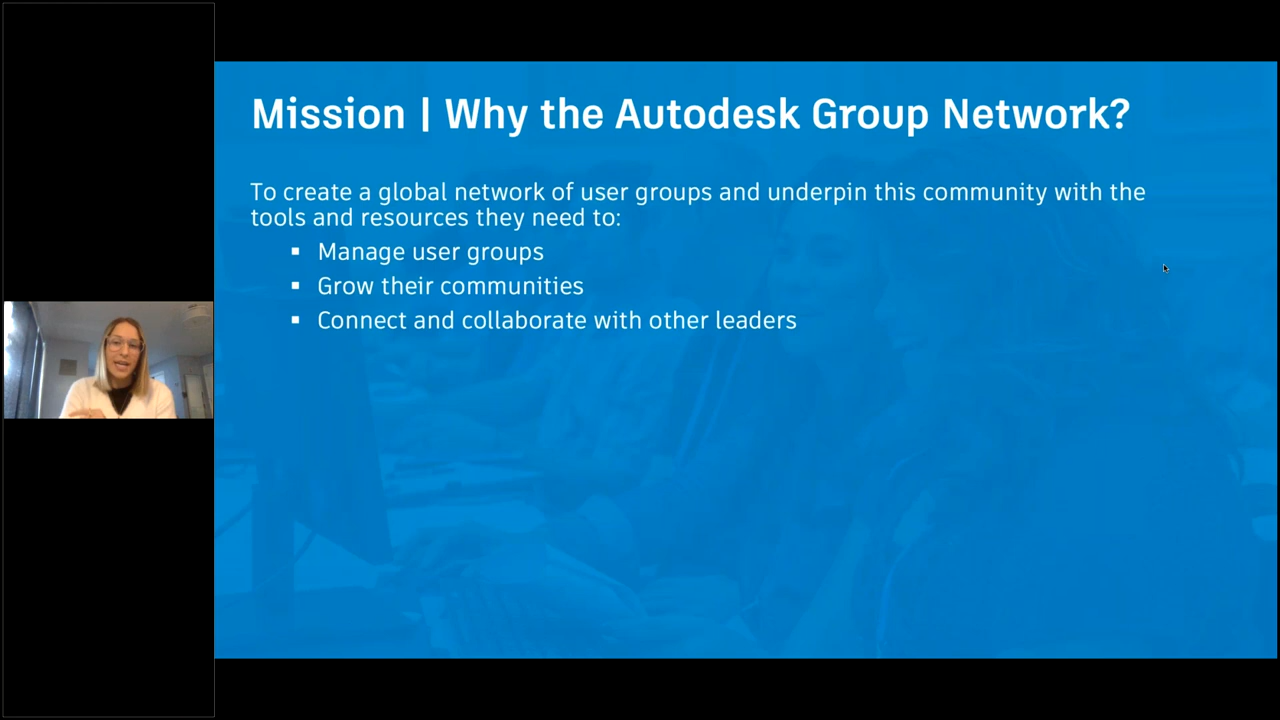 Mission | Why the Autodesk Group Network?
To create a global network of user groups and underpin this community with the
tools and resources they need to:
▪ Manage user groups
▪ Grow their communities
▪ Connect and collaborate with other leaders